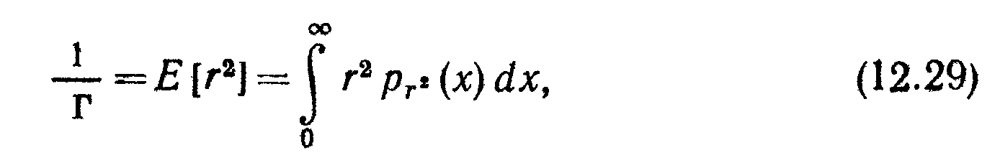 1/Γ = E [r²] = ∫₀^∞ r² p_{r²} (x) dx, (12.29)